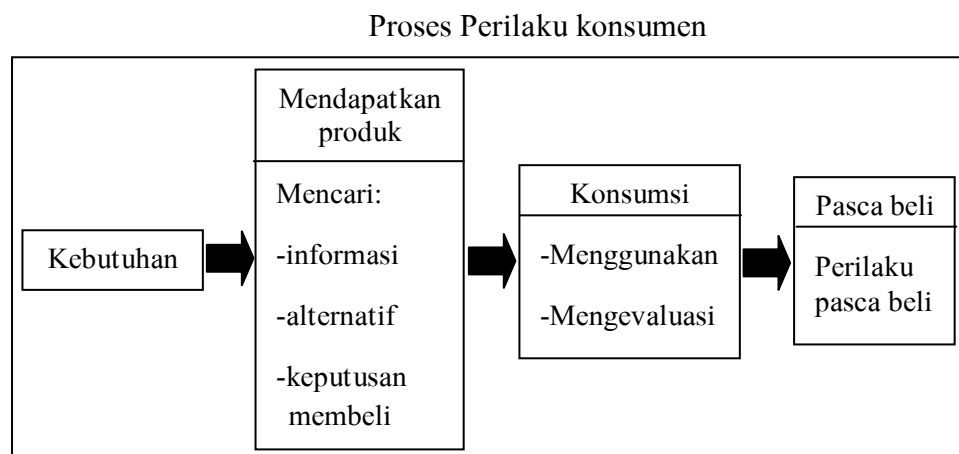 Proses Perilaku konsumen
Kebutuhan
Mendapatkan
produk
Mencari:
-informasi
-alternatif
-keputusan
membeli
Konsumsi
-Menggunakan
-Mengevaluasi
Pasca beli
Perilaku
pasca beli